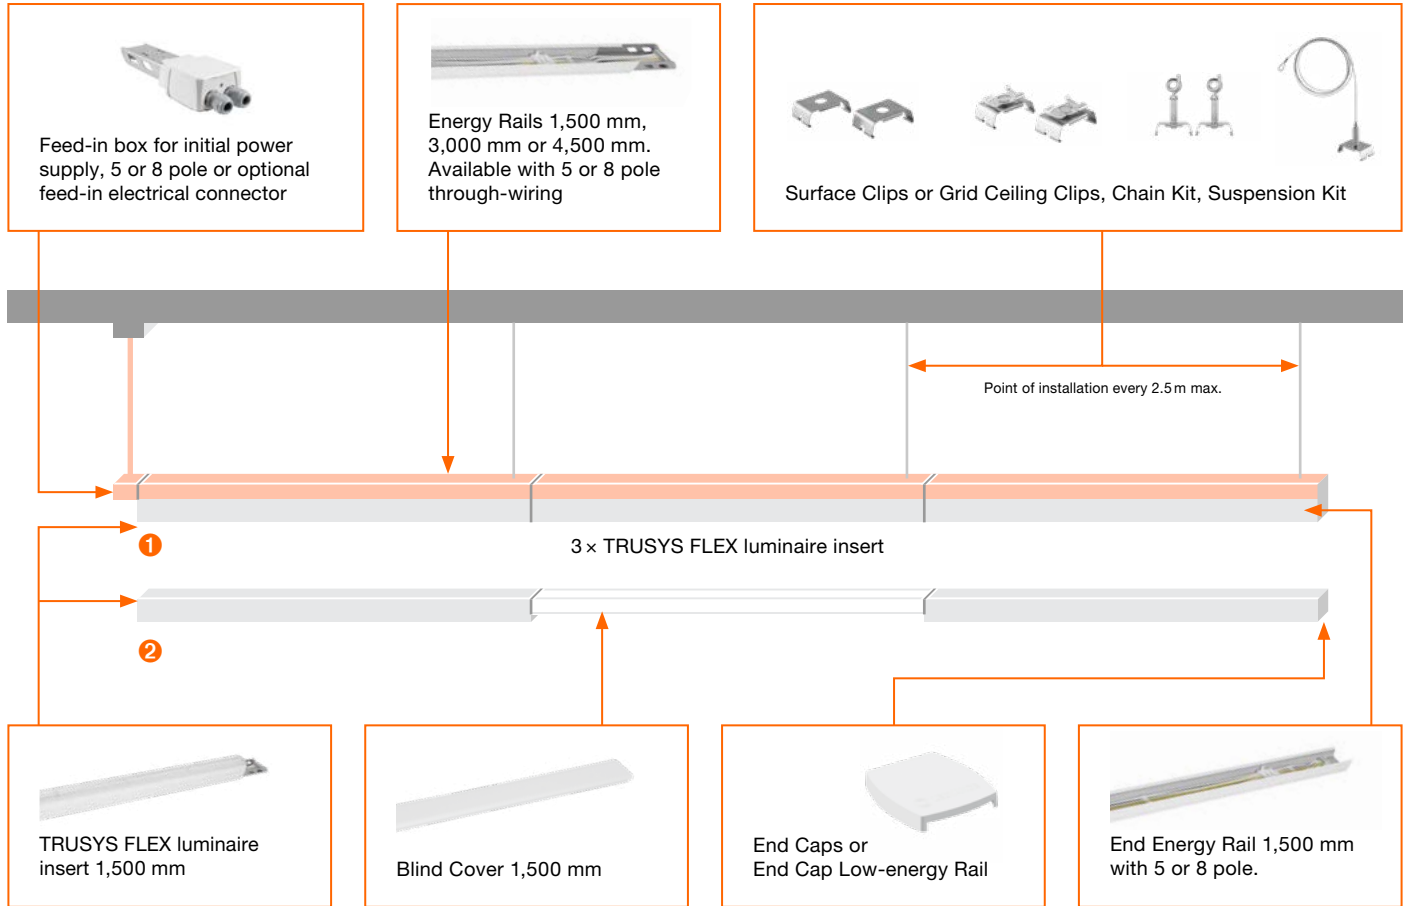 Feed-in box for initial power
supply, 5 or 8 pole or optional
feed-in electrical connector
Energy Rails 1,500 mm,
3,000 mm or 4,500 mm.
Available with 5 or 8 pole
through-wiring
Surface Clips or Grid Ceiling Clips, Chain Kit, Suspension Kit
Point of installation every 2.5 m max.
1
3 × TRUSYS FLEX luminaire insert
2
TRUSYS FLEX luminaire
insert 1,500 mm
Blind Cover 1,500 mm
End Caps or
End Cap Low-energy Rail
End Energy Rail 1,500 mm
with 5 or 8 pole.